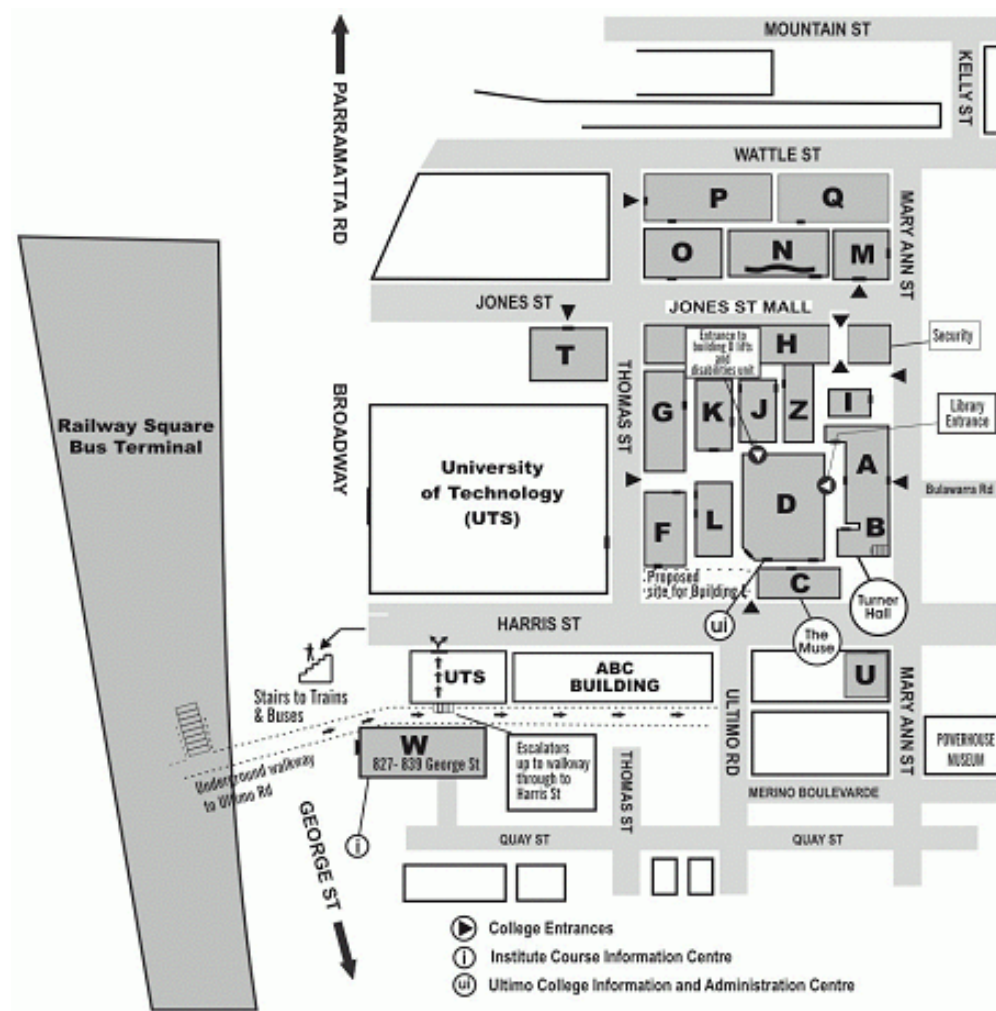 MOUNTAIN ST
KELLY ST
PARRAMATTA RD
WATTLE ST
P
Q
MARY ANN ST
O
N
M
JONES ST
JONES ST MALL
T
Entrance to
building D lifts
and
disabilities unit
H
Security
THOMAS ST
G
K
J
Z
I
Library
Entrance
BROADWAY
Railway Square
Bus Terminal
University
of Technology
(UTS)
A
D
Bulawarra Rd
F
L
B
Proposed
site for Building E
C
ui
The
Muse
Turner
Hall
HARRIS ST
UTS
ABC
BUILDING
U
Stairs to Trains
& Buses
ULTIMO RD
MARY ANN ST
W
827- 839 George St
Escalators
up to walkway
through to
Harris St
POWERHOUSE
MUSEUM
Underground walkway
to Ultimo Rd
THOMAS ST
MERINO BOULEVARDE
GEORGE ST
i
QUAY ST
QUAY ST
College Entrances
i Institute Course Information Centre
ui Ultimo College Information and Administration Centre